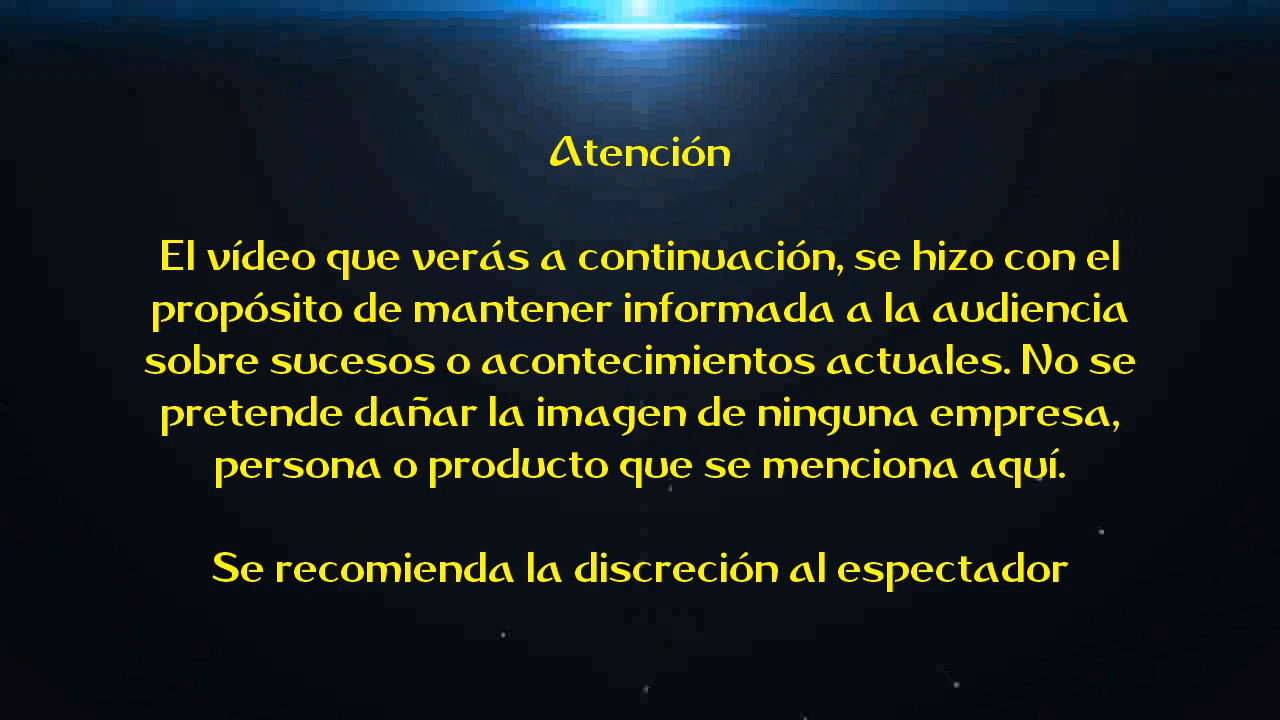 Atención
El vídeo que verás a continuación, se hizo con el
propósito de mantener informada a la audiencia
sobre sucesos o acontecimientos actuales. No se
pretende dañar la imagen de ninguna empresa,
persona o producto que se menciona aquí.
Se recomienda la discreción al espectador